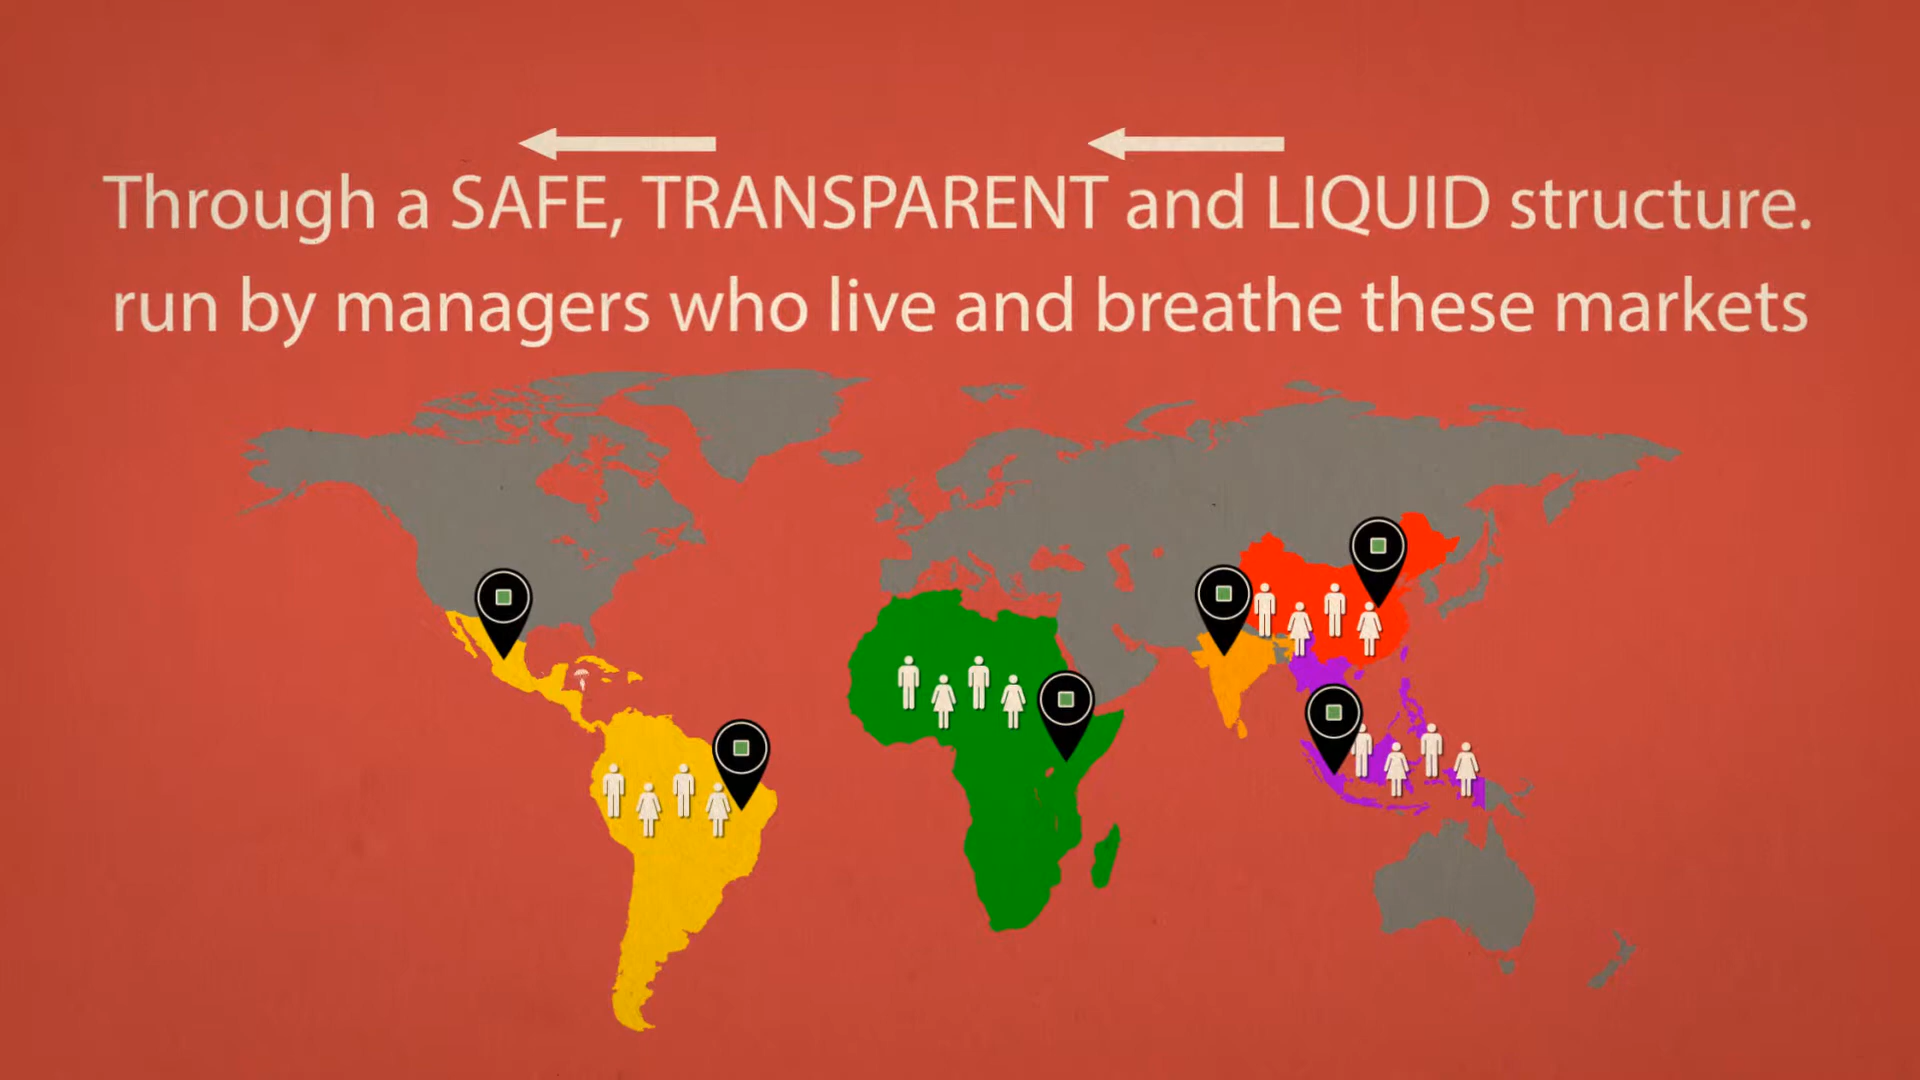 Through a SAFE, TRANSPARENT and LIQUID structure.
run by managers who live and breathe these markets